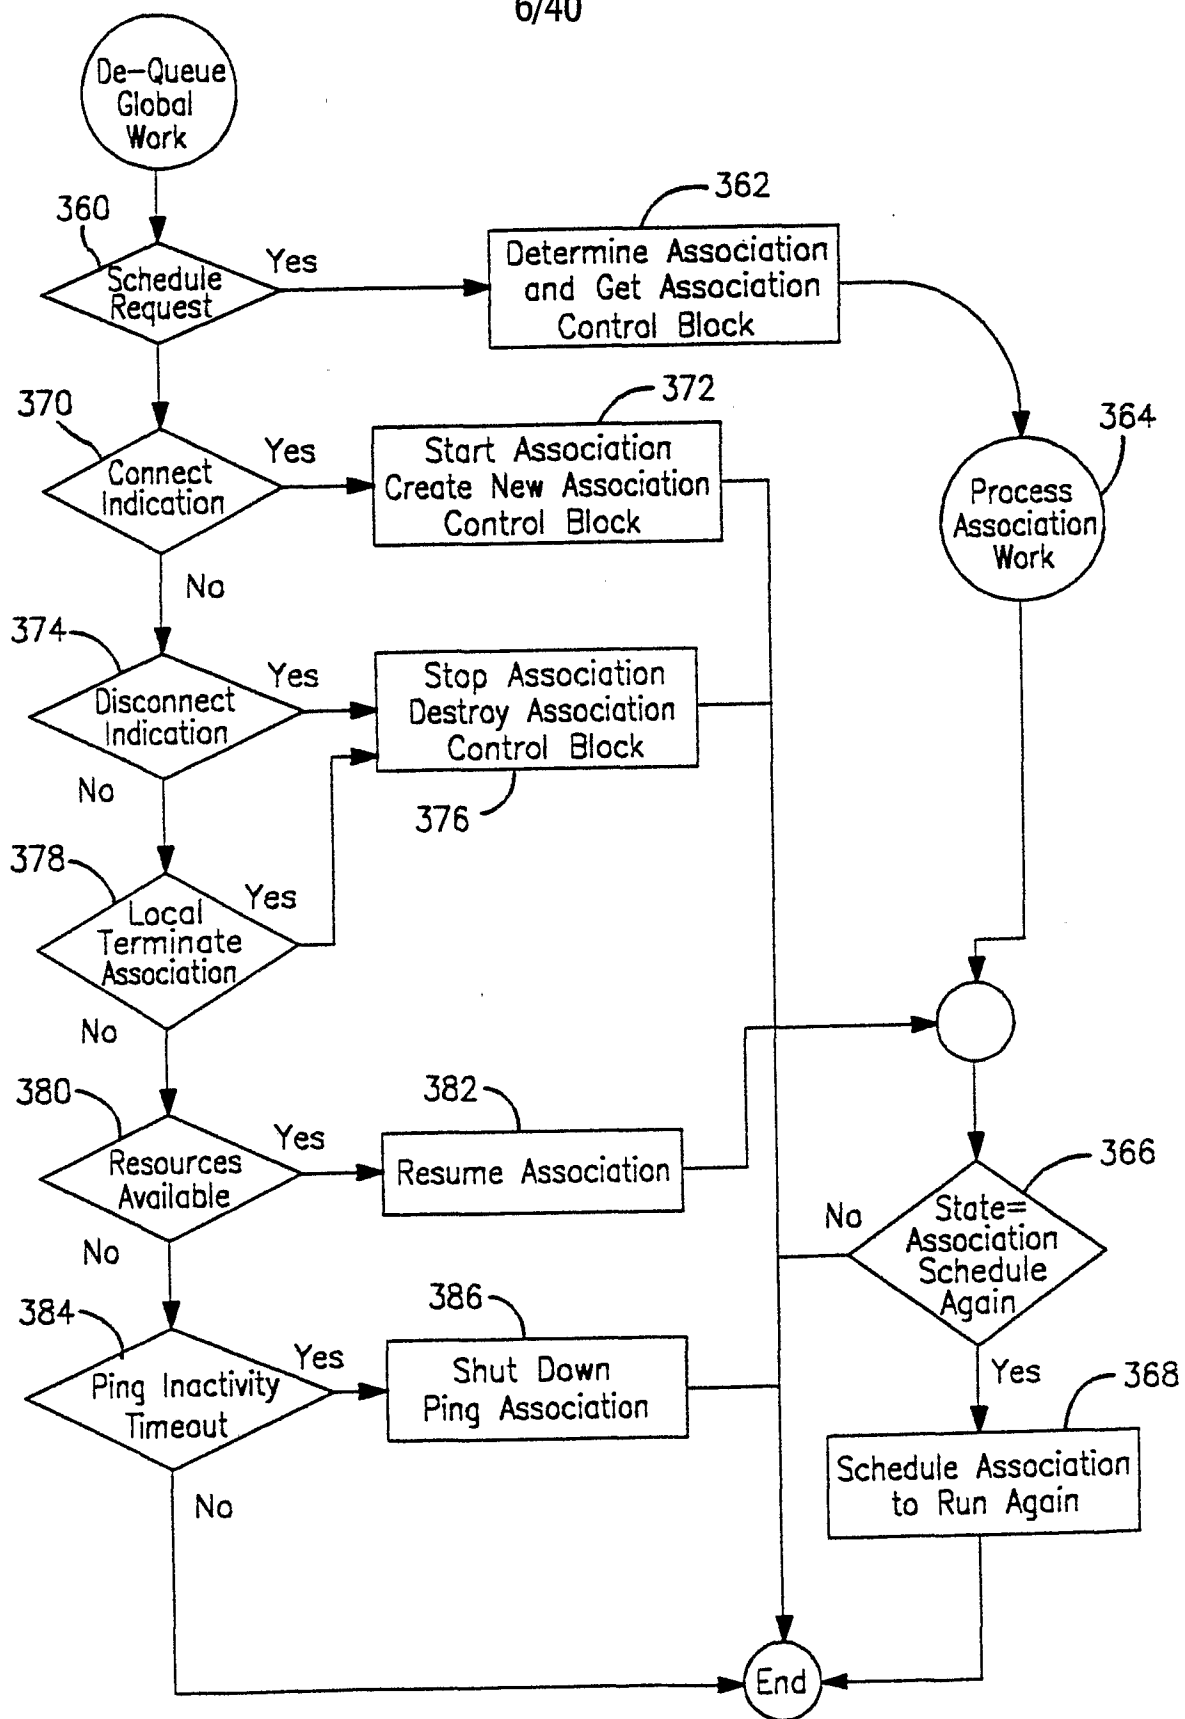 6/40
De-Queue
Global
Work
360
Schedule
Request
Yes
362
Determine Association
and Get Association
Control Block
370
Connect
Indication
Yes
372
Start Association
Create New Association
Control Block
364
Process
Association
Work
No
374
Disconnect
Indication
Yes
Stop Association
Destroy Association
Control Block
376
No
378
Local
Terminate
Association
Yes
No
380
Resources
Available
Yes
382
Resume Association
366
State=
Association
Schedule
Again
No
No
384
Ping Inactivity
Timeout
Yes
386
Shut Down
Ping Association
Yes
368
Schedule Association
to Run Again
No
End